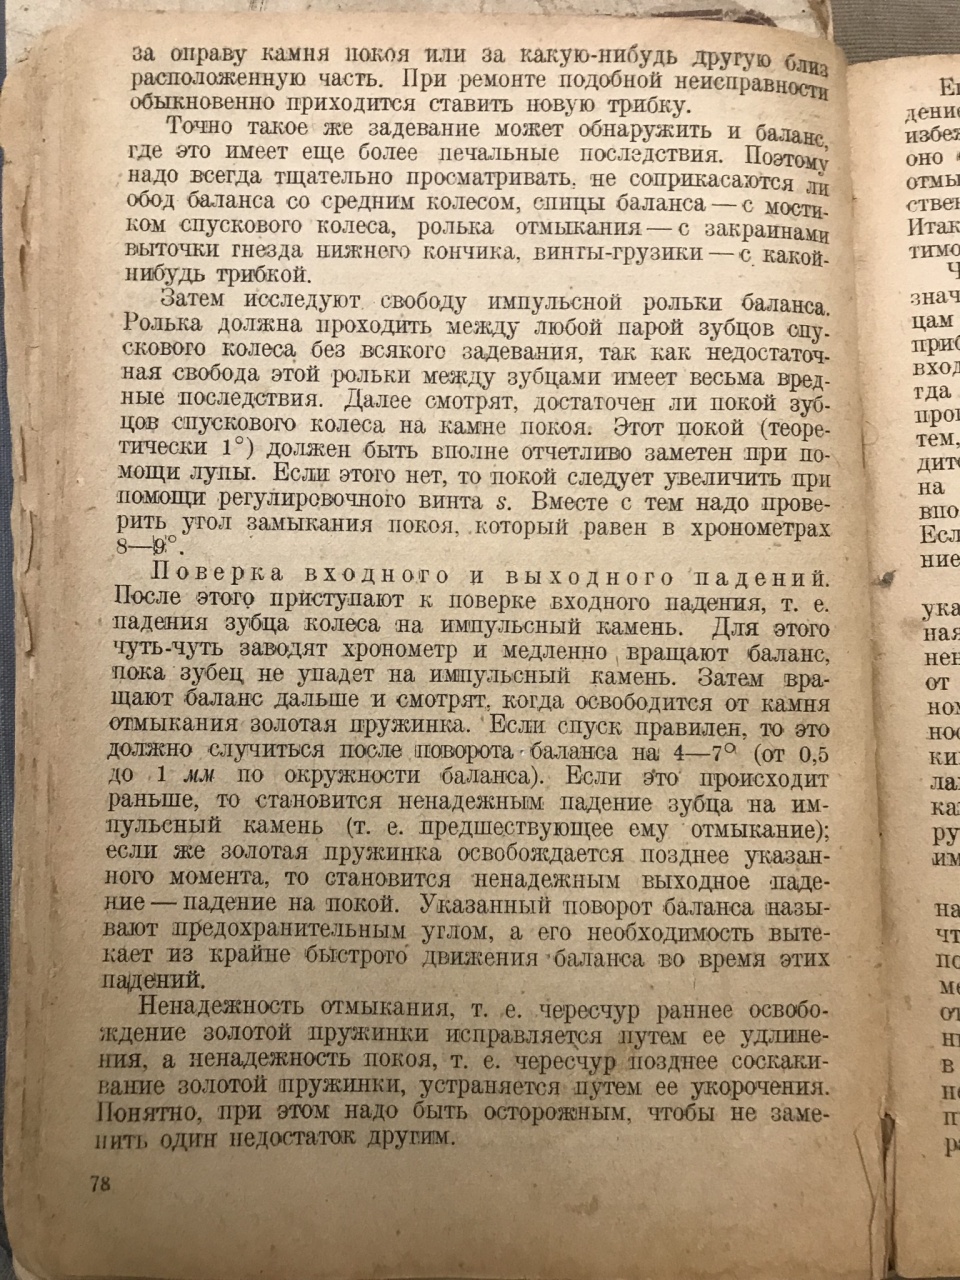 за оправу камня покоя или за какую-нибудь другую близ
расположенную часть. При ремонте подобной неисправности
обыкновенно приходится ставить новую трибку.
Точно такое же задевание может обнаружить и баланс,
где это имеет еще более печальные последствия. Поэтому
надо всегда тщательно просматривать, не соприкасаются ли
обод баланса со средним колесом, спицы баланса — с мости-
ком спускового колеса, ролька отмыкания — с закраинами
выточки гнезда нижнего кончика, винты-грузики — с какой-
нибудь трибкой.
Затем исследуют свободу импульсной рольки баланса.
Ролька должна проходить между любой парой зубцов спу-
скового колеса без всякого задевания, так как недостаточ-
ная свобода этой рольки между зубцами имеет весьма вред-
ные последствия. Далее смотрят, достаточен ли покой зуб-
цов спускового колеса на камне покоя. Этот покой (теоре-
тически 1°) должен быть вполне отчетливо заметен при по-
мощи лупы. Если этого нет, то покой следует увеличить при
помощи регулировочного винта s. Вместе с тем надо прове-
рить угол замыкания покоя, который равен в хронометрах
8—9°.
Поверка входного и выходного падений.
После этого приступают к поверке входного падения, т. е.
падения зубца колеса на импульсный камень. Для этого
чуть-чуть заводят хронометр и медленно вращают баланс,
пока зубец не упадет на импульсный камень. Затем вра-
щают баланс дальше и смотрят, когда освободится от камня
отмыкания золотая пружинка. Если спуск правилен, то это
должно случиться после поворота баланса на 4—7° (от 0,5
до 1 мм по окружности баланса). Если это происходит
раньше, то становится ненадежным падение зубца на им-
пульсный камень (т. е. предшествующее ему отмыкание);
если же золотая пружинка освобождается позднее указан-
ного момента, то становится ненадежным выходное паде-
ние — падение на покой. Указанный поворот баланса назы-
вают предохранительным углом, а его необходимость выте-
кает из крайне быстрого движения баланса во время этих
падений.
Ненадежность отмыкания, т. е. чересчур раннее освобо-
ждение золотой пружинки исправляется путем ее удлине-
ния, а ненадежность покоя, т. е. чересчур позднее соскаки-
вание золотой пружинки, устраняется путем ее укорочения.
Понятно, при этом надо быть осторожным, чтобы не заме-
нить один недостаток другим.
78